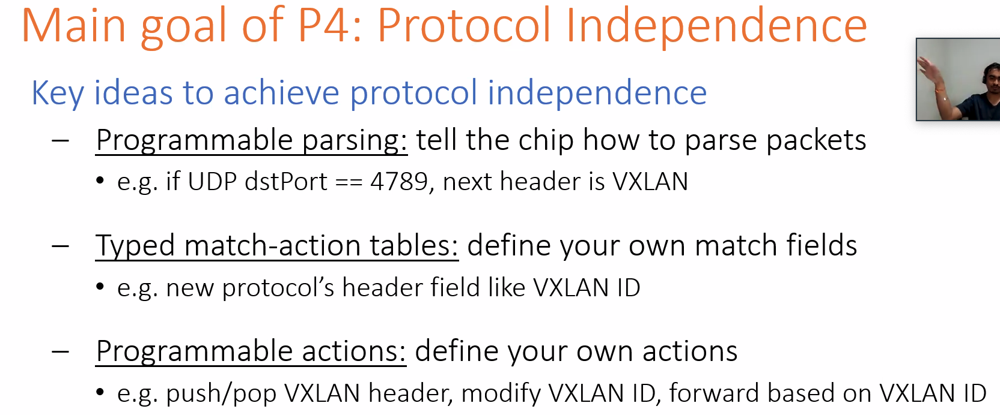 Main goal of P4: Protocol Independence
Key ideas to achieve protocol independence
– Programmable parsing: tell the chip how to parse packets
• e.g. if UDP dstPort == 4789, next header is VXLAN
– Typed match-action tables: define your own match fields
• e.g. new protocol’s header field like VXLAN ID
– Programmable actions: define your own actions
• e.g. push/pop VXLAN header, modify VXLAN ID, forward based on VXLAN ID